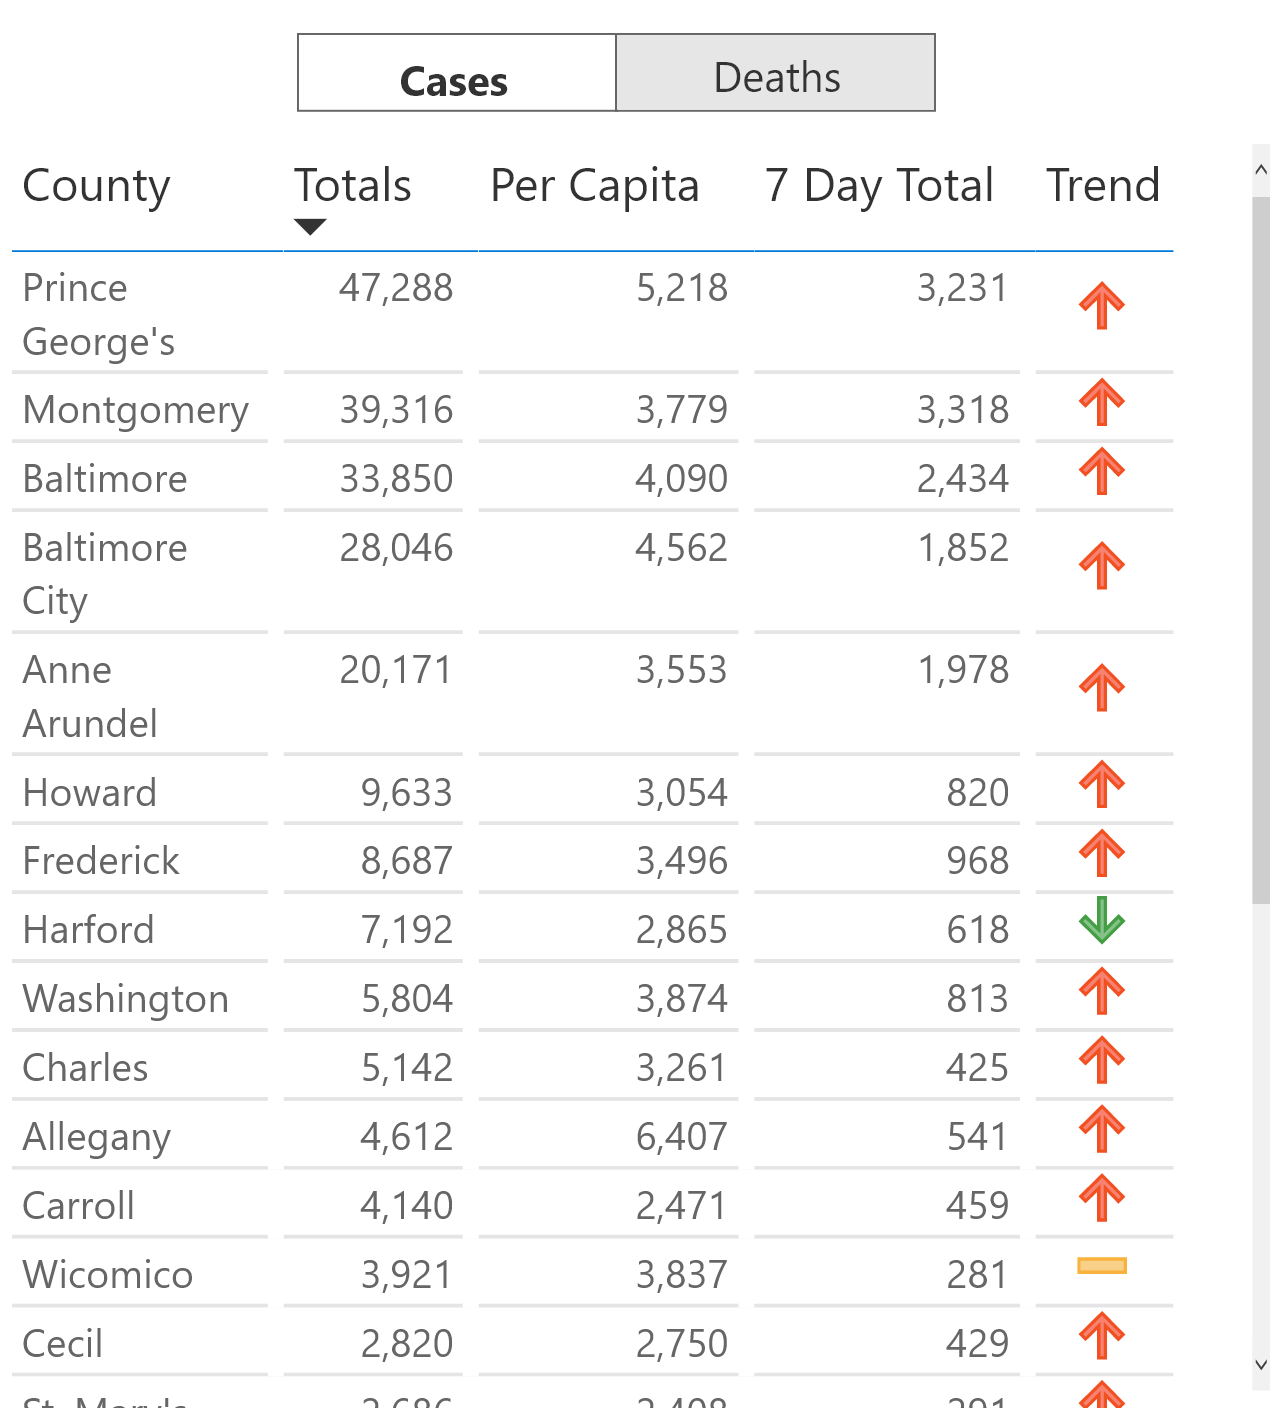 Cases Deaths
County Totals Per Capita 7 Day Total Trend
Prince 47,288 5,218 3,231
George's
Montgomery 39,316 3,779 3,318
Baltimore 33,850 4,090 2,434
Baltimore 28,046 4,562 1,852
City
Anne 20,171 3,553 1,978
Arundel
Howard 9,633 3,054 820
Frederick 8,687 3,496 968
Harford 7,192 2,865 618
Washington 5,804 3,874 813
Charles 5,142 3,261 425
Allegany 4,612 6,407 541
Carroll 4,140 2,471 459
Wicomico 3,921 3,837 281
Cecil 2,820 2,750 429
St. Mary's